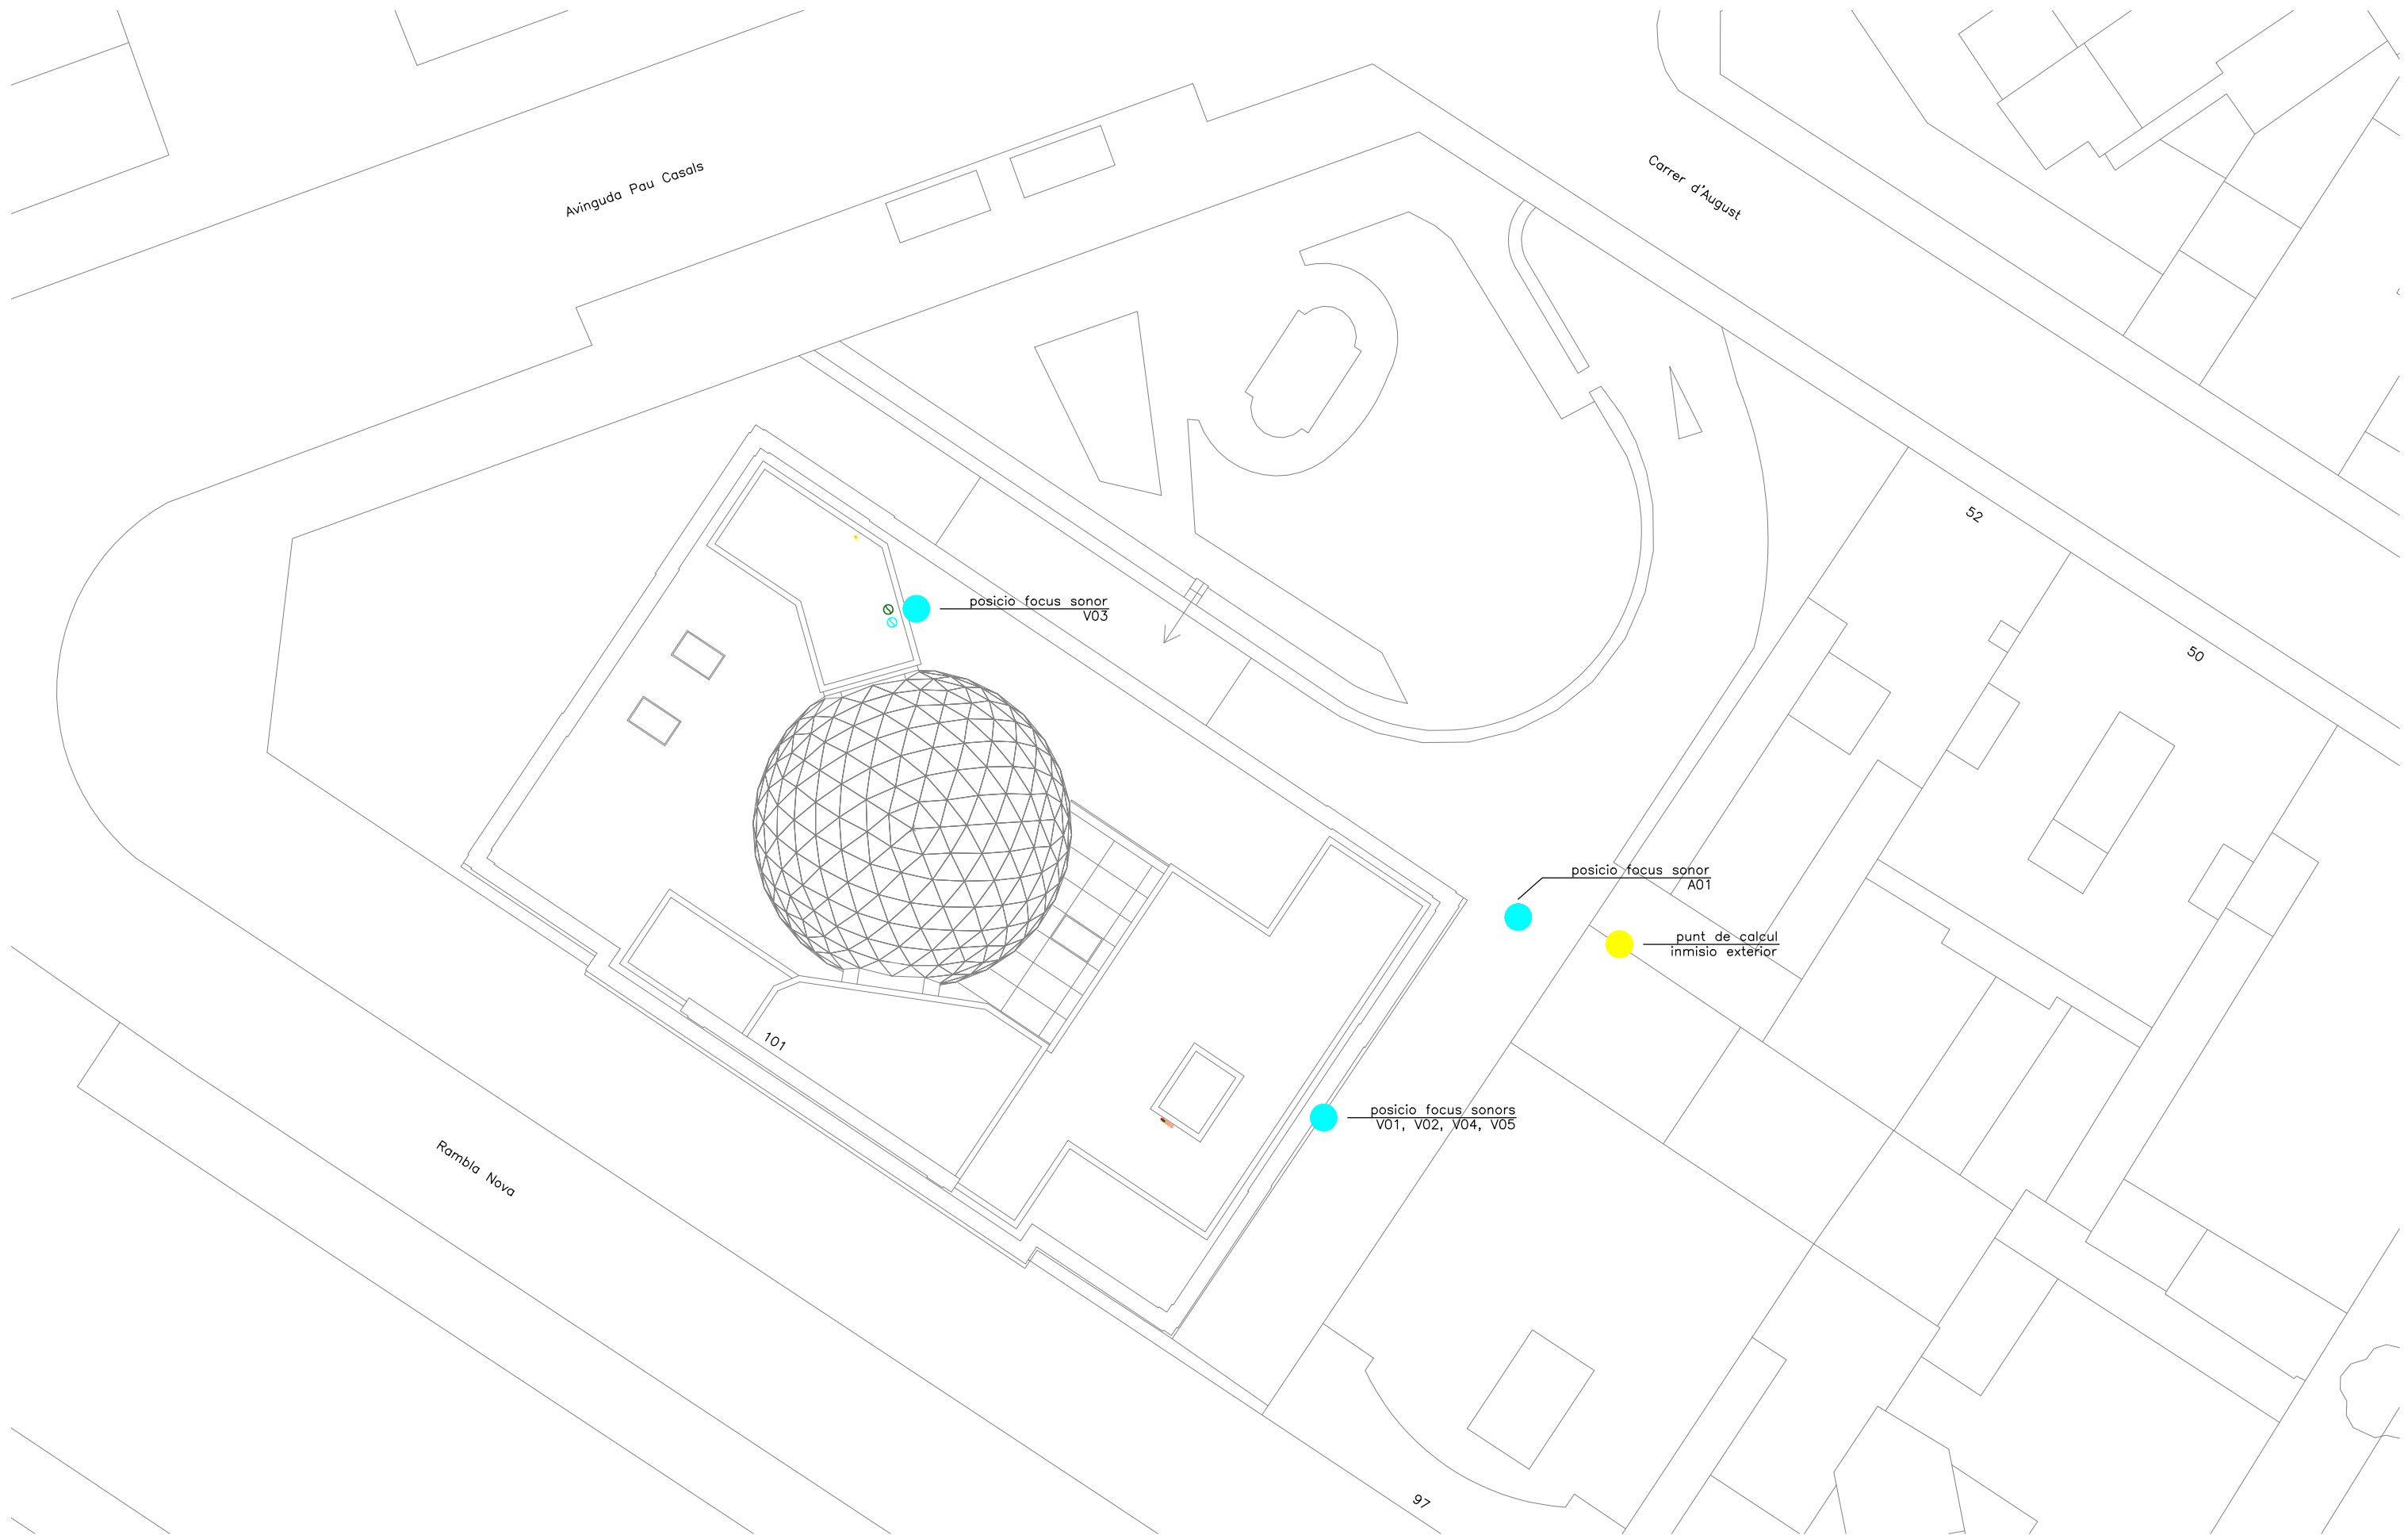 Avinguda Pau Casals
Carrer d'August
52
posicio focus sonor
V03
50
posicio focus sonor
A01
punt de calcul
inmisio exterior
101
posicio focus sonors
V01, V02, V04, V05
Rambla Nova
97